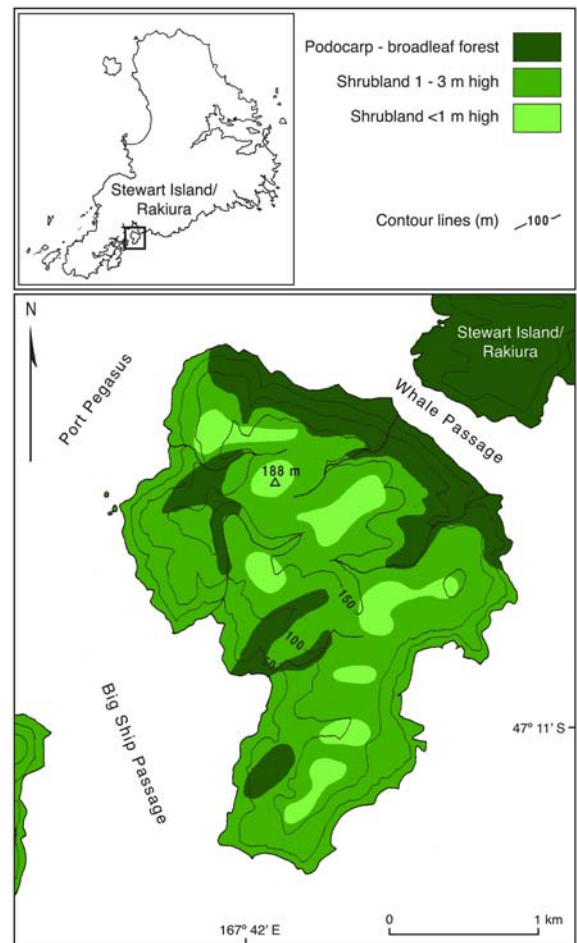 Podocarp - broadleaf forest
Shrubland 1 - 3 m high
Shrubland <1 m high
Stewart Island/
Rakiura
Contour lines (m)
100
N
Stewart Island/
Rakiura
Port Pegasus
Whale Passage
188 m
150
100
50
Big Ship Passage
47° 11' S
167° 42' E
0
1 km